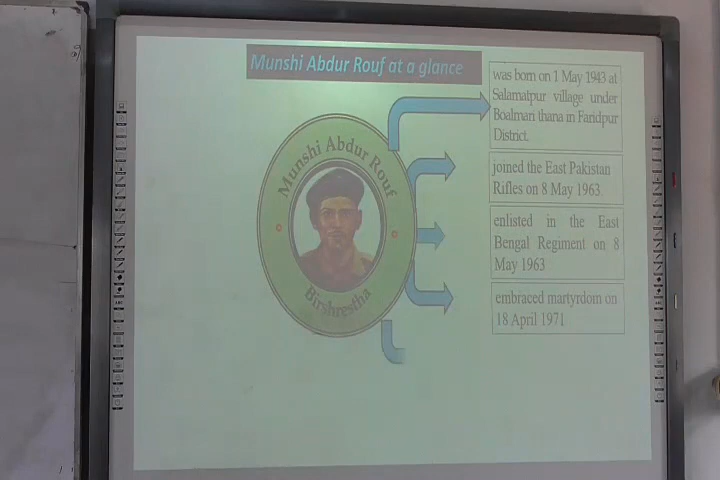 Munshi Abdur Rouf at a glance
was born on 1 May 1943 at
Salamatpur village under
Boalmari thana in Faridpur
District.
Munshi Abdur Rouf
Birshrestha
joined the East Pakistan
Rifles on 8 May 1963.
enlisted in the East
Bengal Regiment on 8
May 1963
embraced martyrdom on
18 April 1971